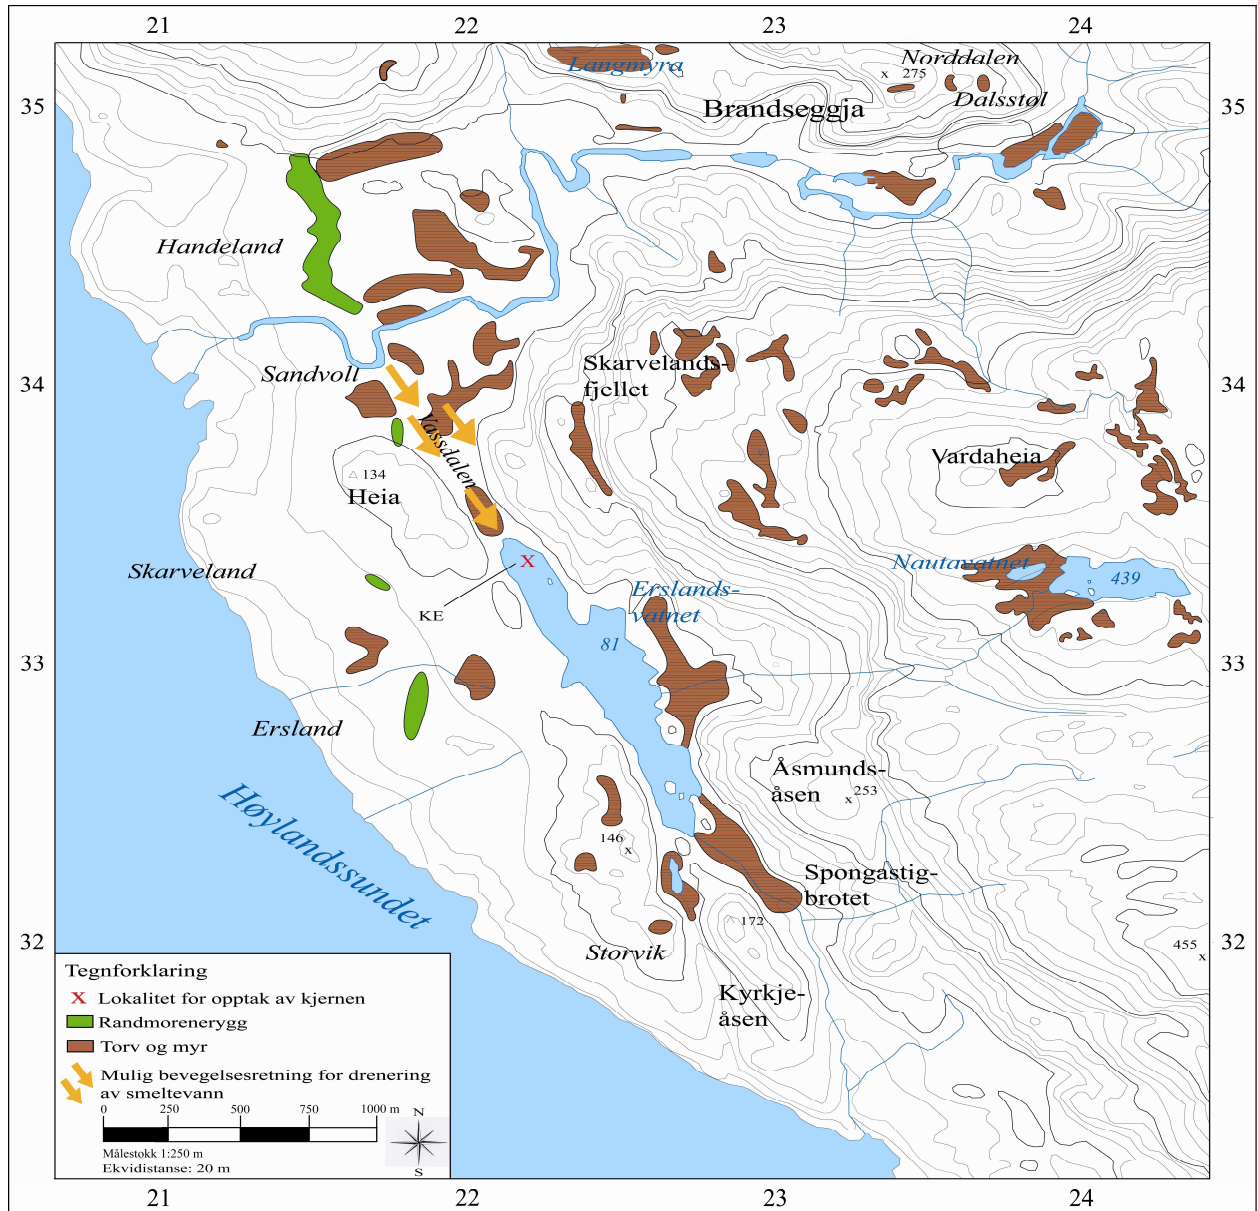 21
22
23
24
Norddalen
Langmyra
275
Dalsstøl
35
Brandseggja
35
Handeland
Sandvoll
Skarvelands-
fjellet
34
34
Vassdalen
134
Heia
Vardaheia
Skarveland
Nautavatnet
439
Erslands-
vatnet
KE
81
33
33
Ersland
Åsmunds-
åsen
253
Høylandssundet
146
Spongastig-
brotet
172
32
Storvik
455
32
Kyrkje-
åsen
Tegnforklaring
X Lokalitet for opptak av kjernen
Randmorenerygg
Torv og myr
Mulig bevegelsesretning for drenering
av smeltevann
0 250 500 750 1000 m
N
S
Målestokk 1:250 m
Ekvidistanse: 20 m
21
22
23
24